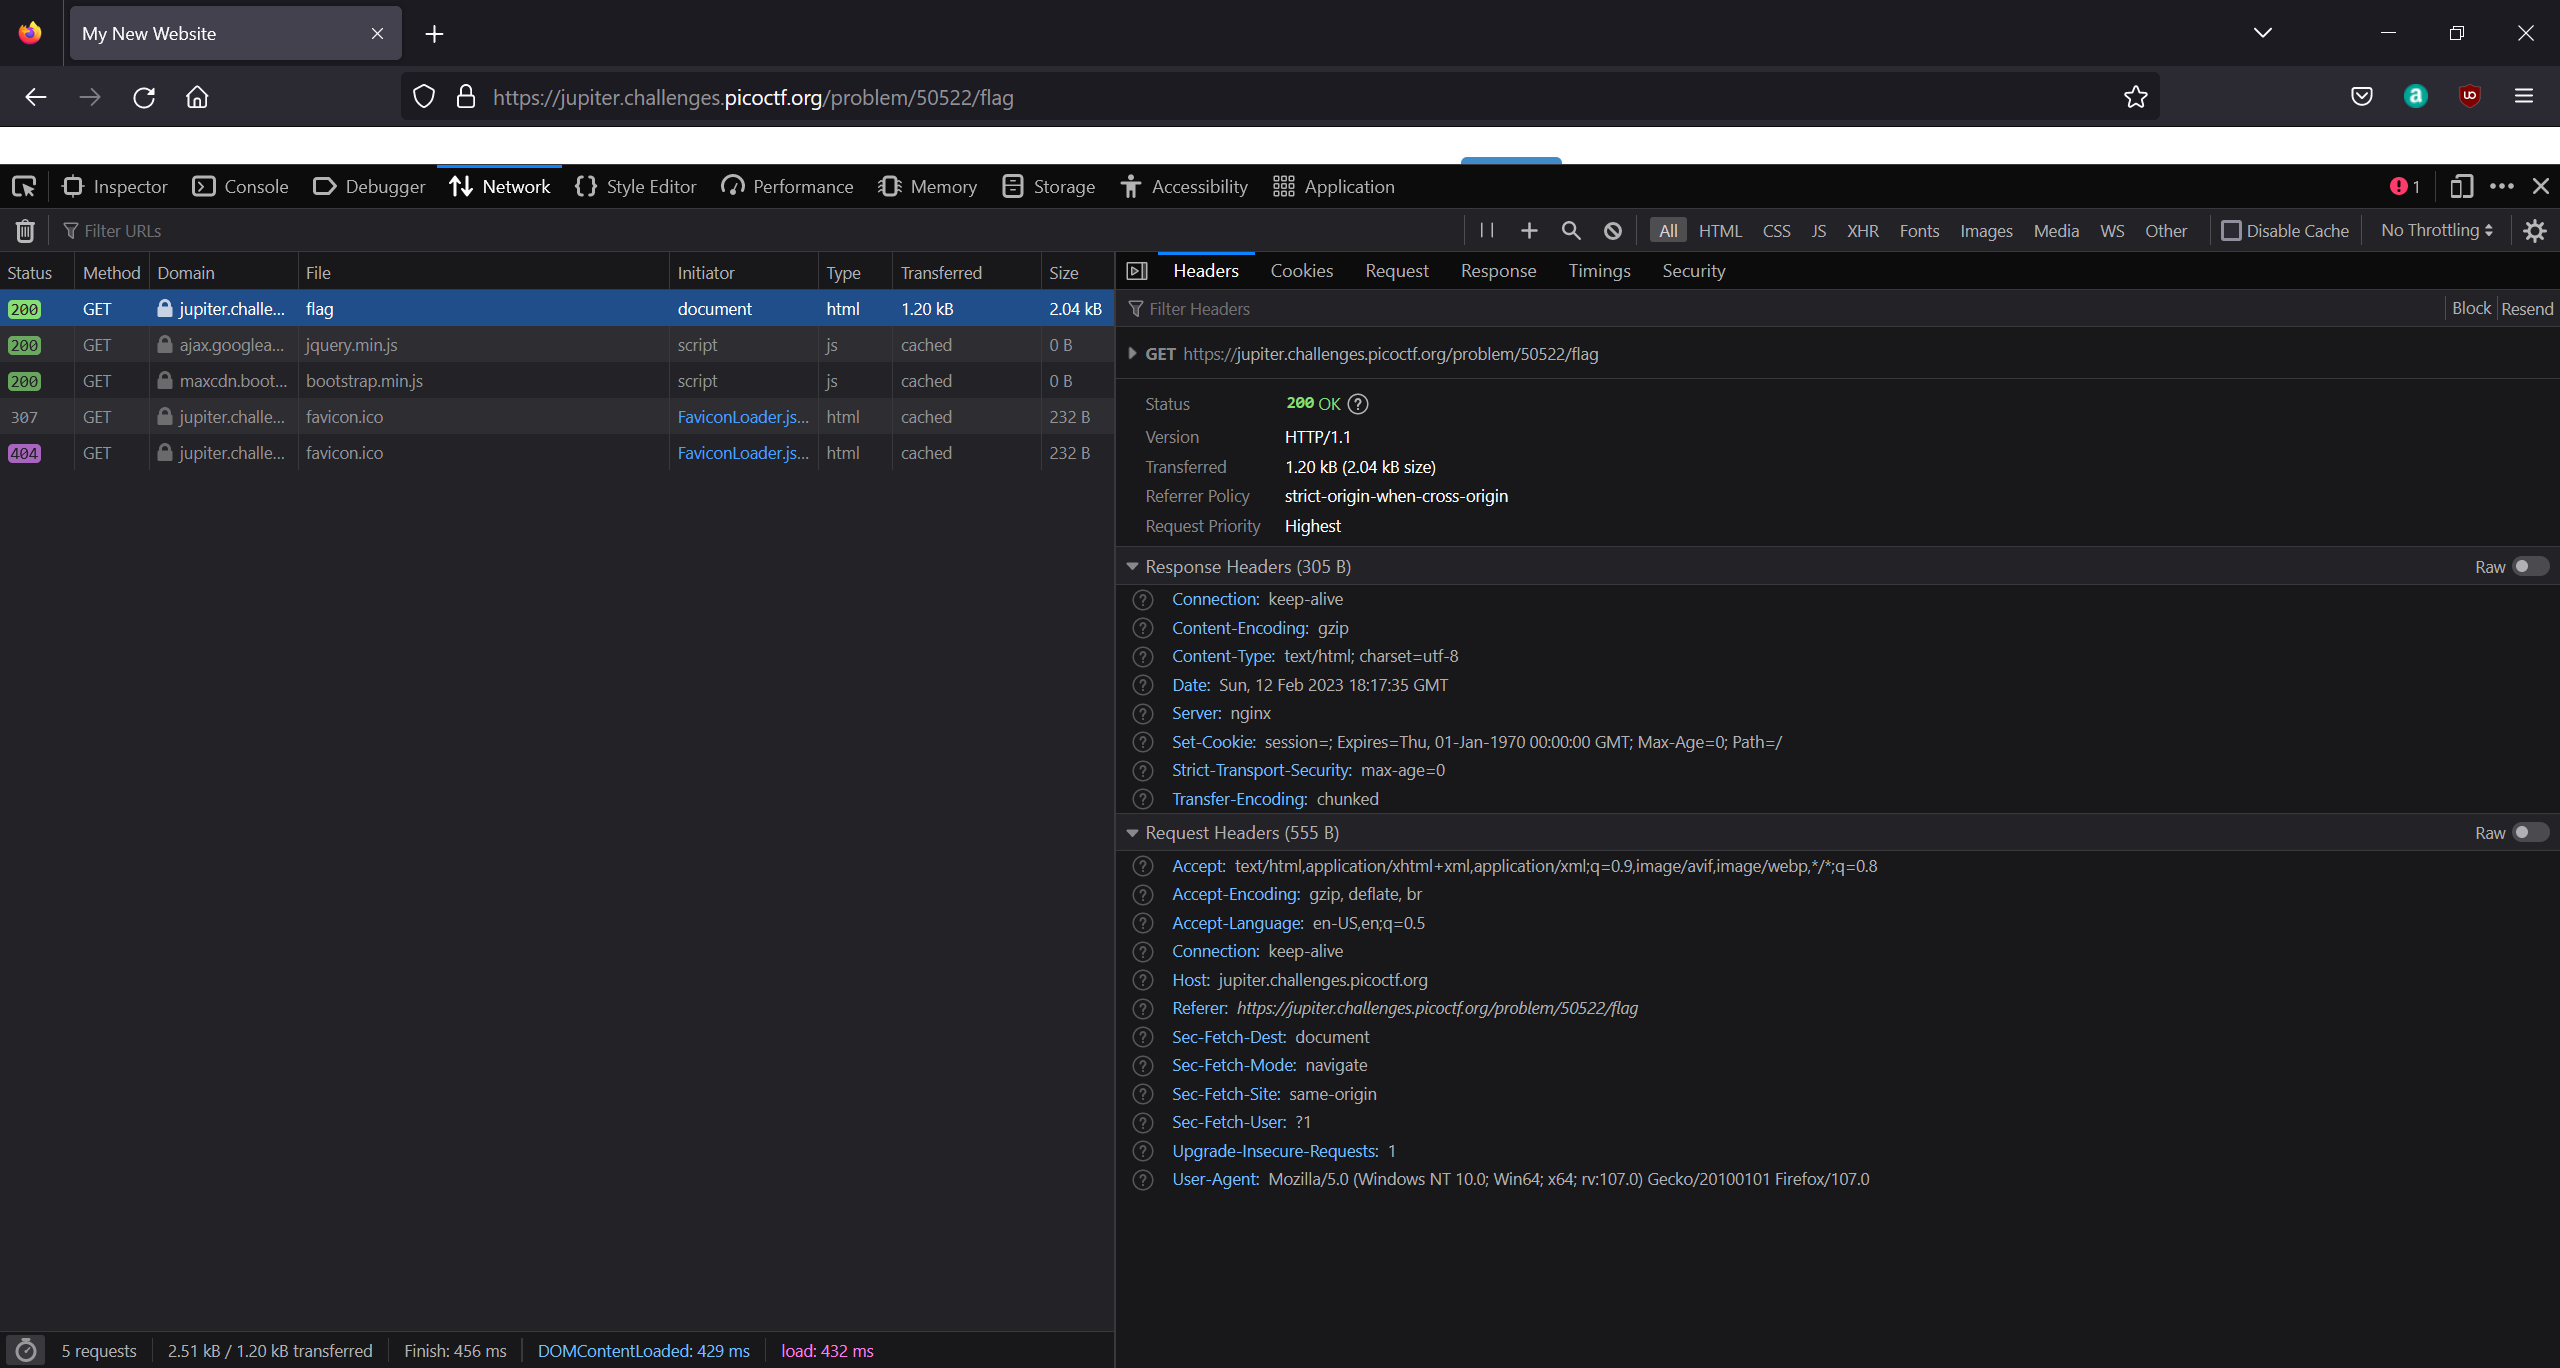 My New Website
https://jupiter.challenges.picoctf.org/problem/50522/flag
Inspector Console Debugger Network Style Editor Performance Memory Storage Accessibility Application 1
Filter URLs All HTML CSS JS XHR Fonts Images Media WS Other Disable Cache No Throttling
Status Method Domain File Initiator Type Transferred Size
200 GET jupiter.challe... flag document html 1.20 kB 2.04 kB
200 GET ajax.googlea... jquery.min.js script js cached 0 B
200 GET maxcdn.boot... bootstrap.min.js script js cached 0 B
307 GET jupiter.challe... favicon.ico FaviconLoader.js... html cached 232 B
404 GET jupiter.challe... favicon.ico FaviconLoader.js... html cached 232 B
Headers Cookies Request Response Timings Security
Filter Headers Block Resend
GET https://jupiter.challenges.picoctf.org/problem/50522/flag
Status 200 OK
Version HTTP/1.1
Transferred 1.20 kB (2.04 kB size)
Referrer Policy strict-origin-when-cross-origin
Request Priority Highest
Response Headers (305 B) Raw
Connection: keep-alive
Content-Encoding: gzip
Content-Type: text/html; charset=utf-8
Date: Sun, 12 Feb 2023 18:17:35 GMT
Server: nginx
Set-Cookie: session=; Expires=Thu, 01-Jan-1970 00:00:00 GMT; Max-Age=0; Path=/
Strict-Transport-Security: max-age=0
Transfer-Encoding: chunked
Request Headers (555 B) Raw
Accept: text/html,application/xhtml+xml,application/xml;q=0.9,image/avif,image/webp,*/*;q=0.8
Accept-Encoding: gzip, deflate, br
Accept-Language: en-US,en;q=0.5
Connection: keep-alive
Host: jupiter.challenges.picoctf.org
Referer: https://jupiter.challenges.picoctf.org/problem/50522/flag
Sec-Fetch-Dest: document
Sec-Fetch-Mode: navigate
Sec-Fetch-Site: same-origin
Sec-Fetch-User: ?1
Upgrade-Insecure-Requests: 1
User-Agent: Mozilla/5.0 (Windows NT 10.0; Win64; x64; rv:107.0) Gecko/20100101 Firefox/107.0
5 requests 2.51 kB / 1.20 kB transferred Finish: 456 ms DOMContentLoaded: 429 ms load: 432 ms